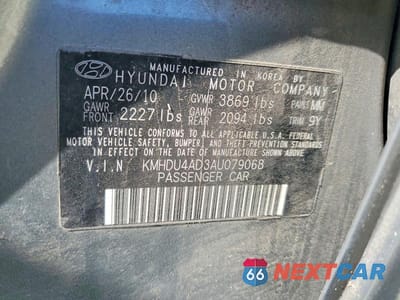 MANUFACTURED IN KOREA BY
HYUNDAI MOTOR COMPANY
APR/26/10 GVWR 3869 lbs PAINT MM
GAWR FRONT 2227 lbs GAWR REAR 2094 lbs TRIM 9Y
THIS VEHICLE CONFORMS TO ALL APPLICABLE U.S. FEDERAL
MOTOR VEHICLE SAFETY, BUMPER, AND THEFT PREVENTION STANDARDS
IN EFFECT ON THE DATE OF MANUFACTURE SHOWN ABOVE.
V.I.N KMHDU4AD3AU079068
PASSENGER CAR
66 NEXTCAR